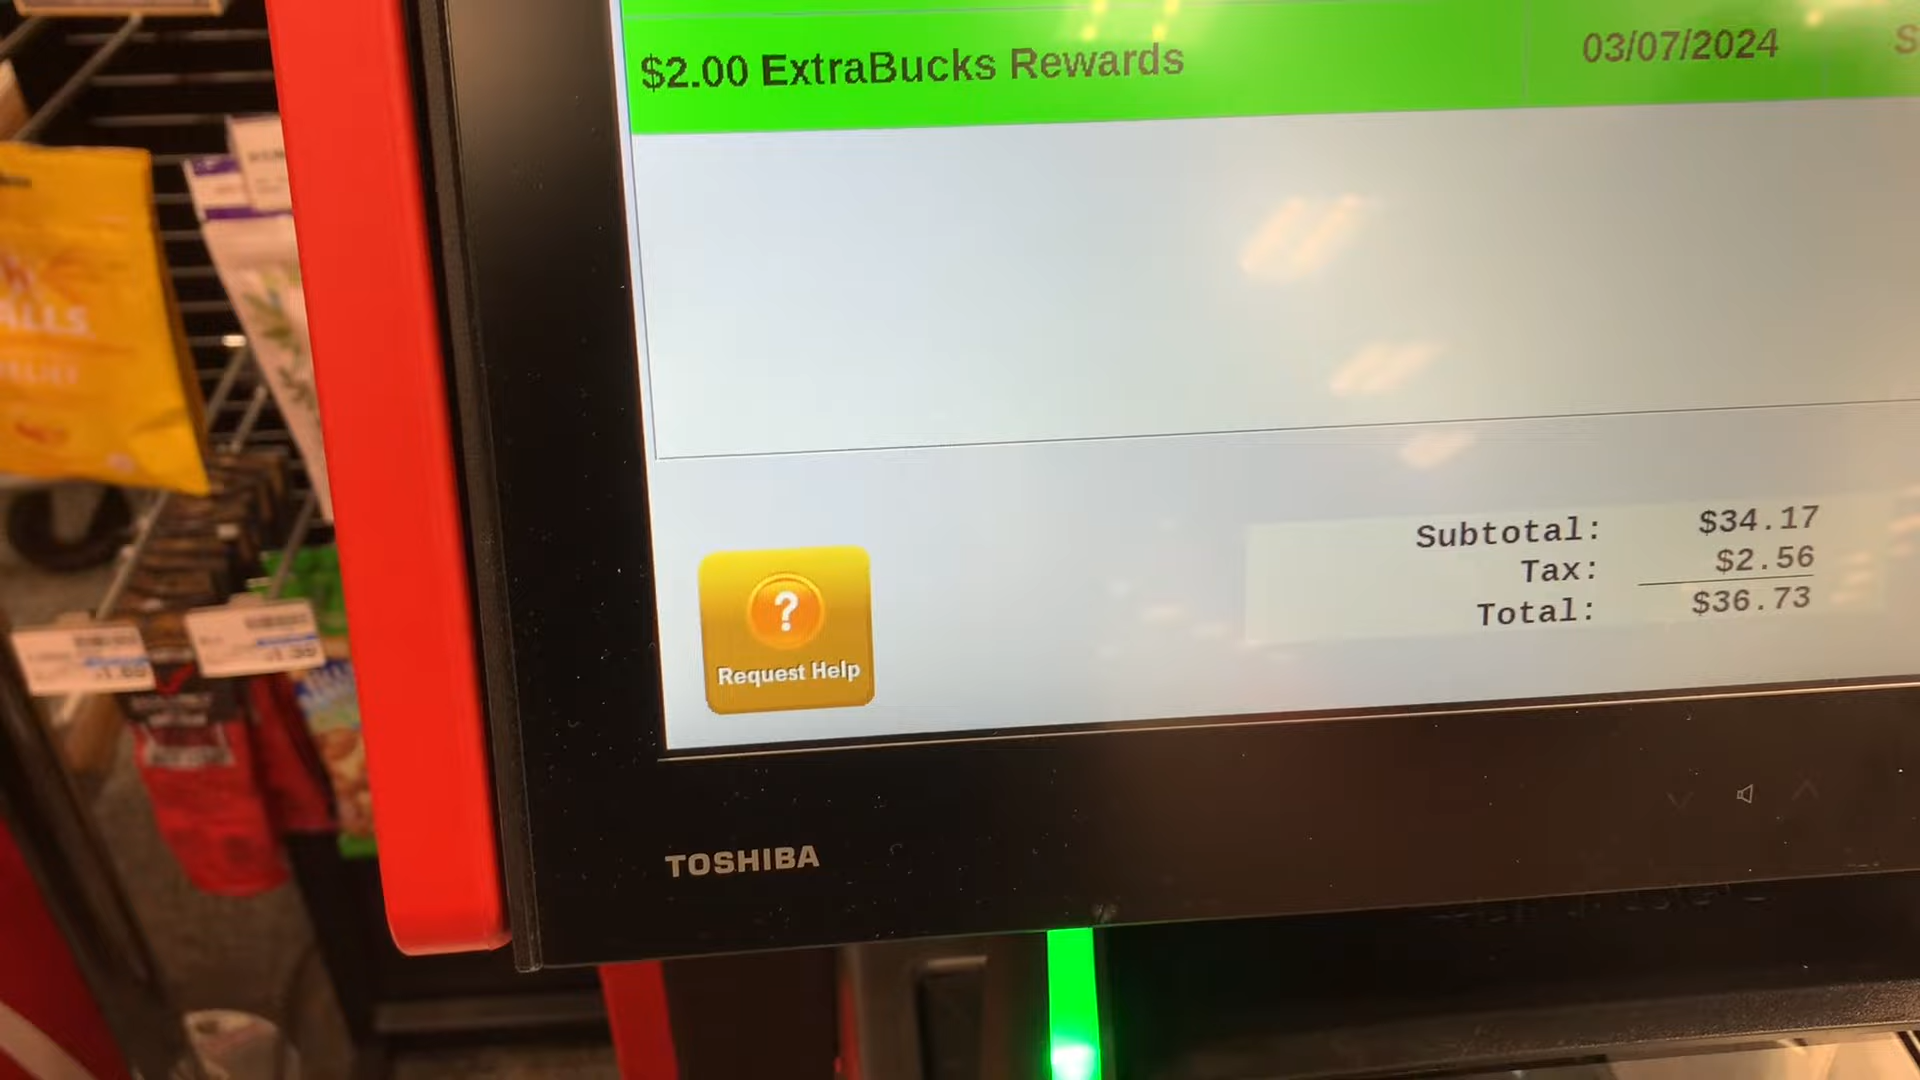 $2.00 ExtraBucks Rewards 03/07/2024 S
ALLS
Subtotal: $34.17
Tax: $2.56
Total: $36.73
?
Request Help
TOSHIBA